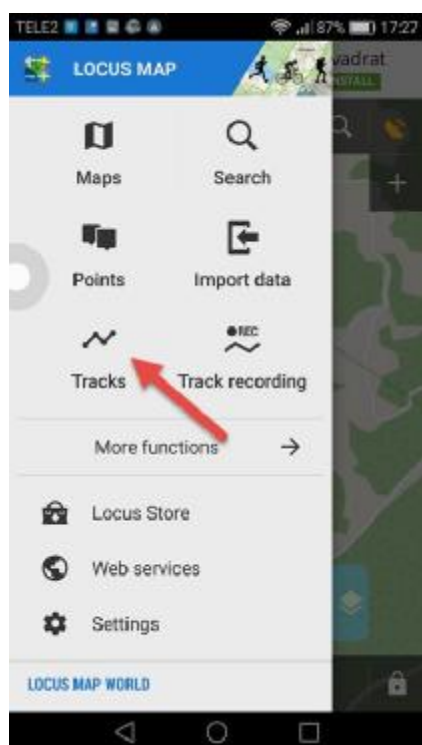 TELE2 87% 17:27
LOCUS MAP
vadrat
INSTALL
Maps Search
Points Import data
REC
Tracks Track recording
More functions
Locus Store
Web services
Settings
LOCUS MAP WORLD